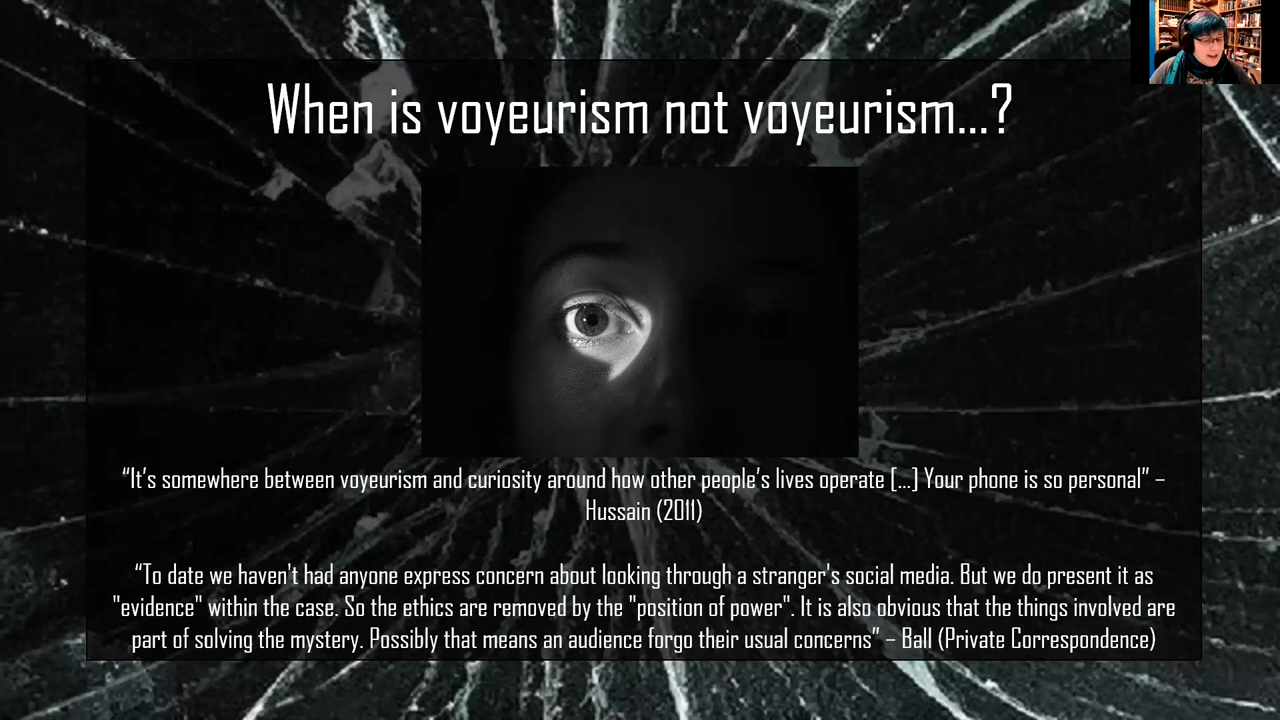 When is voyeurism not voyeurism...?
“It's somewhere between voyeurism and curiosity around how other people's lives operate [...] Your phone is so personal” –
Hussain (2011)
“To date we haven't had anyone express concern about looking through a stranger's social media. But we do present it as
"evidence" within the case. So the ethics are removed by the "position of power". It is also obvious that the things involved are
part of solving the mystery. Possibly that means an audience forgo their usual concerns” – Ball (Private Correspondence)